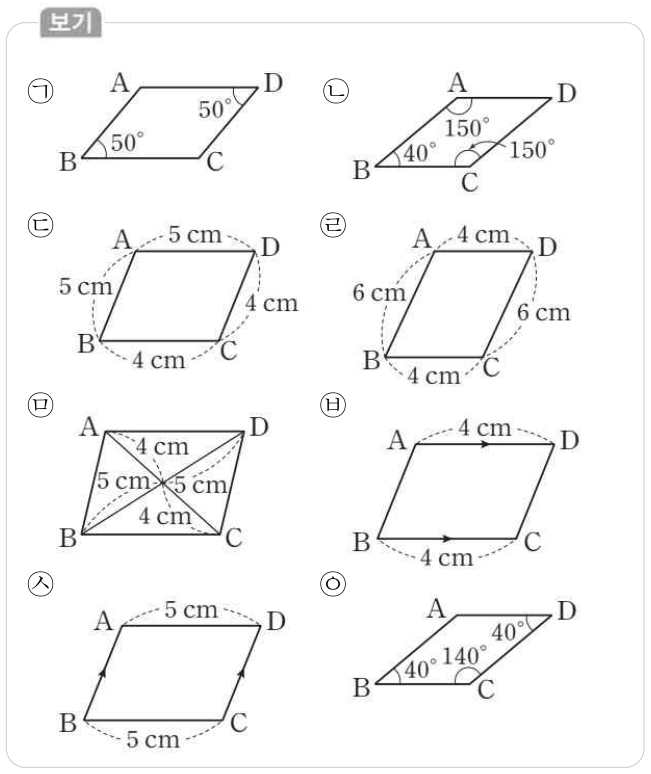 보기
㉠ A D 50° 50° B C
㉡ A D 150° 40° 150° B C
㉢ A 5 cm D 5 cm 4 cm B 4 cm C
㉣ A 4 cm D 6 cm 6 cm B 4 cm C
㉤ A D 4 cm 5 cm 5 cm 4 cm B C
㉥ A 4 cm D B 4 cm C
㉦ A 5 cm D B 5 cm C
㉧ A D 40° 40° 140° B C